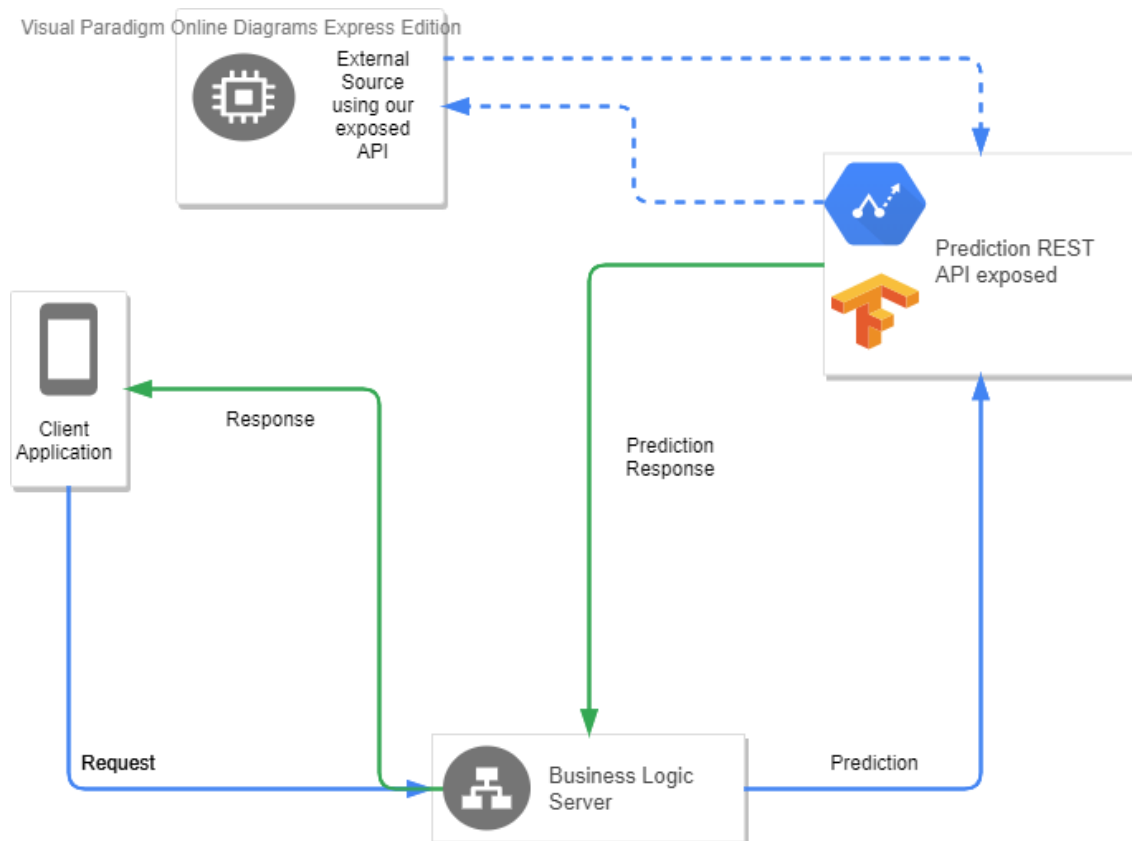 Visual Paradigm Online Diagrams Express Edition
External
Source
using our
exposed
API
Prediction REST
API exposed
Client
Application
Response
Prediction
Response
Request
Business Logic
Server
Prediction